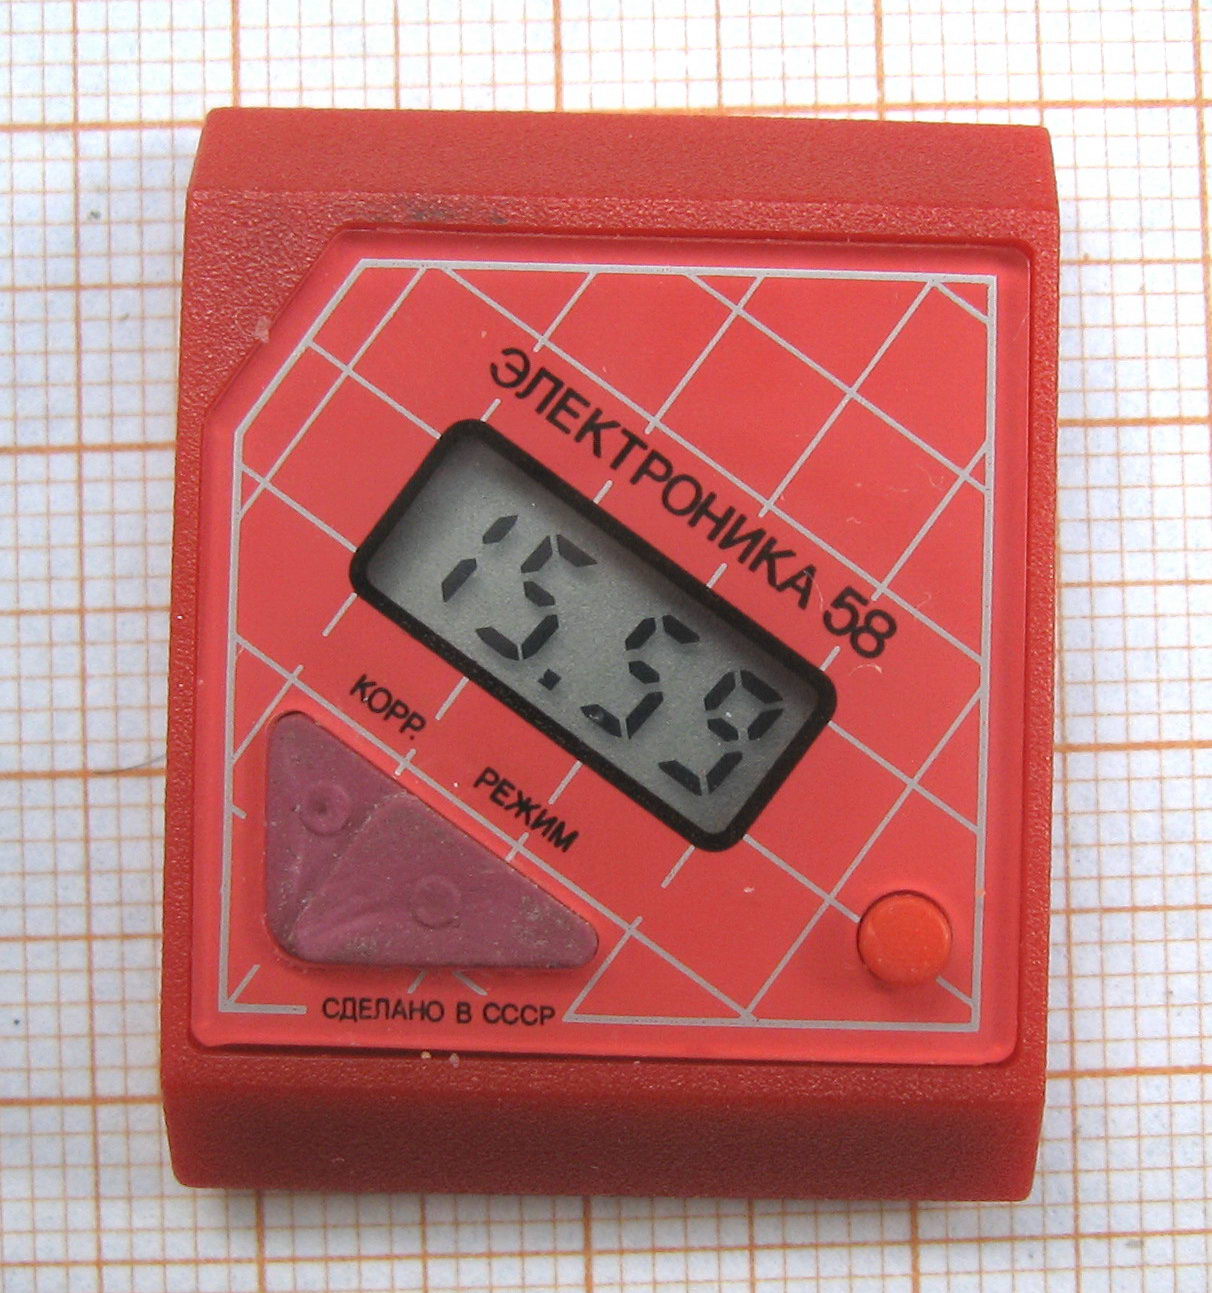 ЭЛЕКТРОНИКА 58
15.59
КОРР.
РЕЖИМ
СДЕЛАНО В СССР